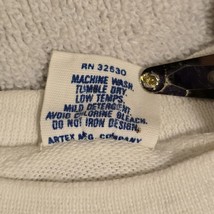 RN 32630
MACHINE WASH.
TUMBLE DRY
LOW TEMPS.
MILD DETERGENT.
AVOID CHLORINE BLEACH.
DO NOT IRON DESIGN.
ARTEX MFG. COMPANY